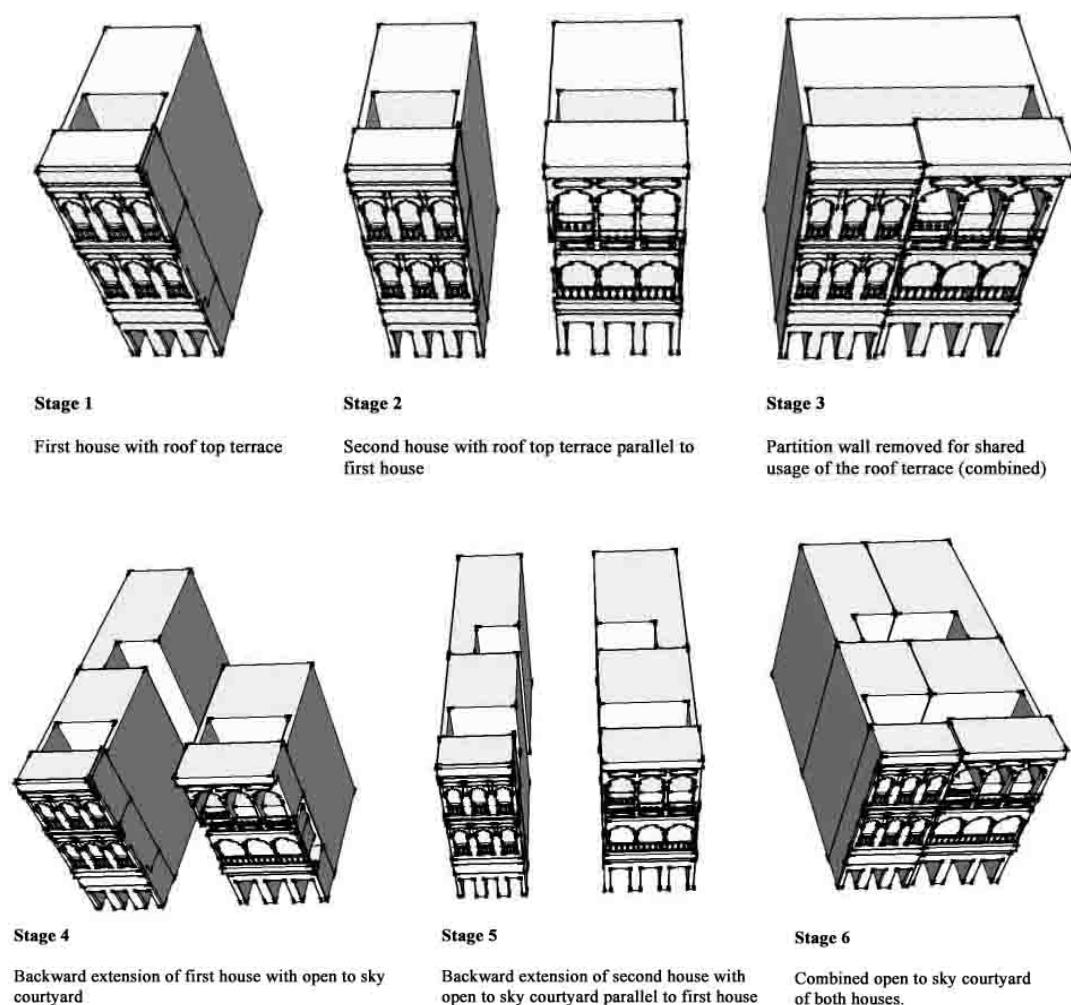 Stage 1
First house with roof top terrace
Stage 2
Second house with roof top terrace parallel to
first house
Stage 3
Partition wall removed for shared
usage of the roof terrace (combined)
Stage 4
Backward extension of first house with open to sky
courtyard
Stage 5
Backward extension of second house with
open to sky courtyard parallel to first house
Stage 6
Combined open to sky courtyard
of both houses.